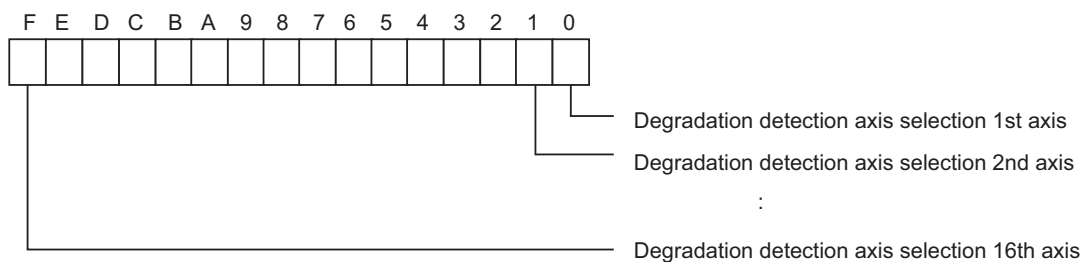 F E D C B A 9 8 7 6 5 4 3 2 1 0
Degradation detection axis selection 1st axis
Degradation detection axis selection 2nd axis
:
Degradation detection axis selection 16th axis